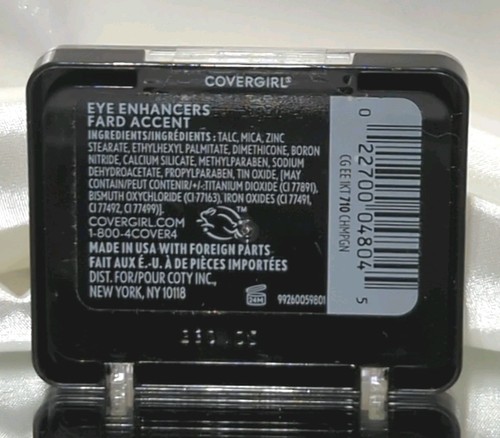 COVERGIRL®
EYE ENHANCERS
FARD ACCENT
INGREDIENTS/INGRÉDIENTS : TALC, MICA, ZINC
STEARATE, ETHYLHEXYL PALMITATE, DIMETHICONE, BORON
NITRIDE, CALCIUM SILICATE, METHYLPARABEN, SODIUM
DEHYDROACETATE, PROPYLPARABEN, TIN OXIDE, [MAY
CONTAIN/PEUT CONTENIR/+/-TITANIUM DIOXIDE (CI 77891),
BISMUTH OXYCHLORIDE (CI 77163), IRON OXIDES (CI 77491,
CI 77492, CI 77499)].
COVERGIRL.COM
1-800-4COVER4
TM
MADE IN USA WITH FOREIGN PARTS
FAIT AUX É.-U. À DE PIÈCES IMPORTÉES
DIST. FOR/POUR COTY INC.,
NEW YORK, NY 10118
24M
99260059801
CG EE 1KT 710 CHMPGN
0 22700 04804 5